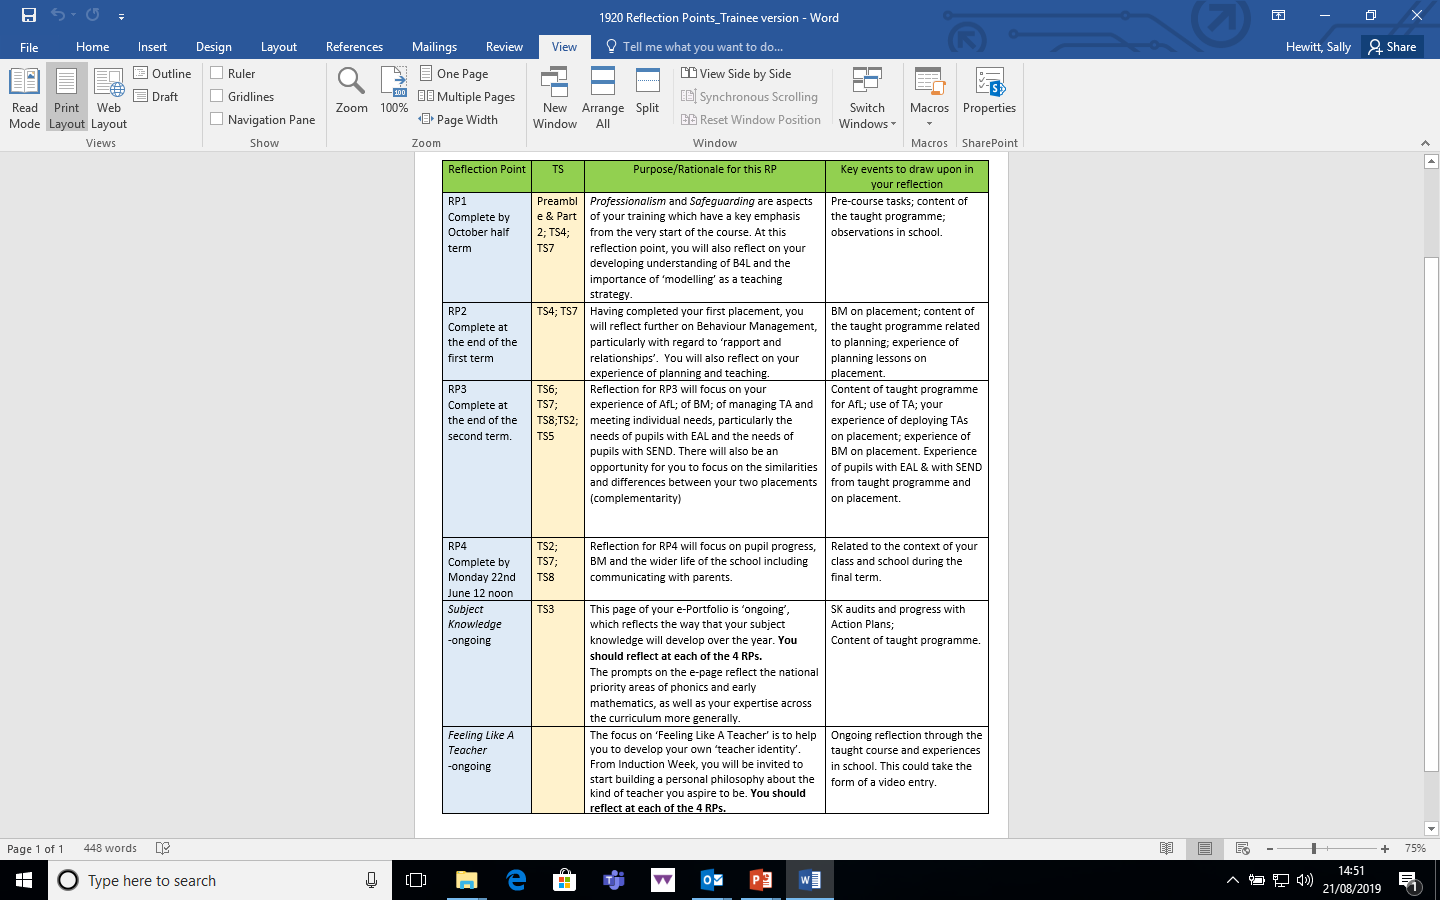 1920 Reflection Points_Trainee version - Word
File Home Insert Design Layout References Mailings Review View Tell me what you want to do... Hewitt, Sally Share
Read Mode
Print Layout
Web Layout
Outline
Draft
Views
Ruler
Gridlines
Navigation Pane
Show
Zoom
100
100%
One Page
Multiple Pages
Page Width
Zoom
New Window
Arrange All
Split
View Side by Side
Synchronous Scrolling
Reset Window Position
Window
Switch Windows
Macros
Macros
Properties
SharePoint
Reflection Point
TS
Purpose/Rationale for this RP
Key events to draw upon in
your reflection
RP1
Complete by
October half
term
Preambl
e & Part
2; TS4;
TS7
Professionalism and Safeguarding are aspects
of your training which have a key emphasis
from the very start of the course. At this
reflection point, you will also reflect on your
developing understanding of B4L and the
importance of ‘modelling’ as a teaching
strategy.
Pre-course tasks; content of
the taught programme;
observations in school.
RP2
Complete at
the end of the
first term
TS4; TS7
Having completed your first placement, you
will reflect further on Behaviour Management,
particularly with regard to ‘rapport and
relationships’. You will also reflect on your
experience of planning and teaching.
BM on placement; content of
the taught programme related
to planning; experience of
planning lessons on
placement.
RP3
Complete at
the end of the
second term.
TS6;
TS7;
TS8;TS2;
TS5
Reflection for RP3 will focus on your
experience of AfL; of BM; of managing TA and
meeting individual needs, particularly the
needs of pupils with EAL and the needs of
pupils with SEND. There will also be an
opportunity for you to focus on the similarities
and differences between your two placements
(complementarity)
Content of taught programme
for AfL; use of TA; your
experience of deploying TAs
on placement; experience of
BM on placement. Experience
of pupils with EAL & with SEND
from taught programme and
on placement.
RP4
Complete by
Monday 22nd
June 12 noon
TS2;
TS7;
TS8
Reflection for RP4 will focus on pupil progress,
BM and the wider life of the school including
communicating with parents.
Related to the context of your
class and school during the
final term.
Subject
Knowledge
-ongoing
TS3
This page of your e-Portfolio is ‘ongoing’,
which reflects the way that your subject
knowledge will develop over the year. You
should reflect at each of the 4 RPs.
The prompts on the e-page reflect the national
priority areas of phonics and early
mathematics, as well as your expertise across
the curriculum more generally.
SK audits and progress with
Action Plans;
Content of taught programme.
Feeling Like A
Teacher
-ongoing
The focus on ‘Feeling Like A Teacher’ is to help
you to develop your own ‘teacher identity’.
From Induction Week, you will be invited to
start building a personal philosophy about the
kind of teacher you aspire to be. You should
reflect at each of the 4 RPs.
Ongoing reflection through the
taught course and experiences
in school. This could take the
form of a video entry.
Page 1 of 1 448 words 75%
Type here to search
14:51
21/08/2019
1